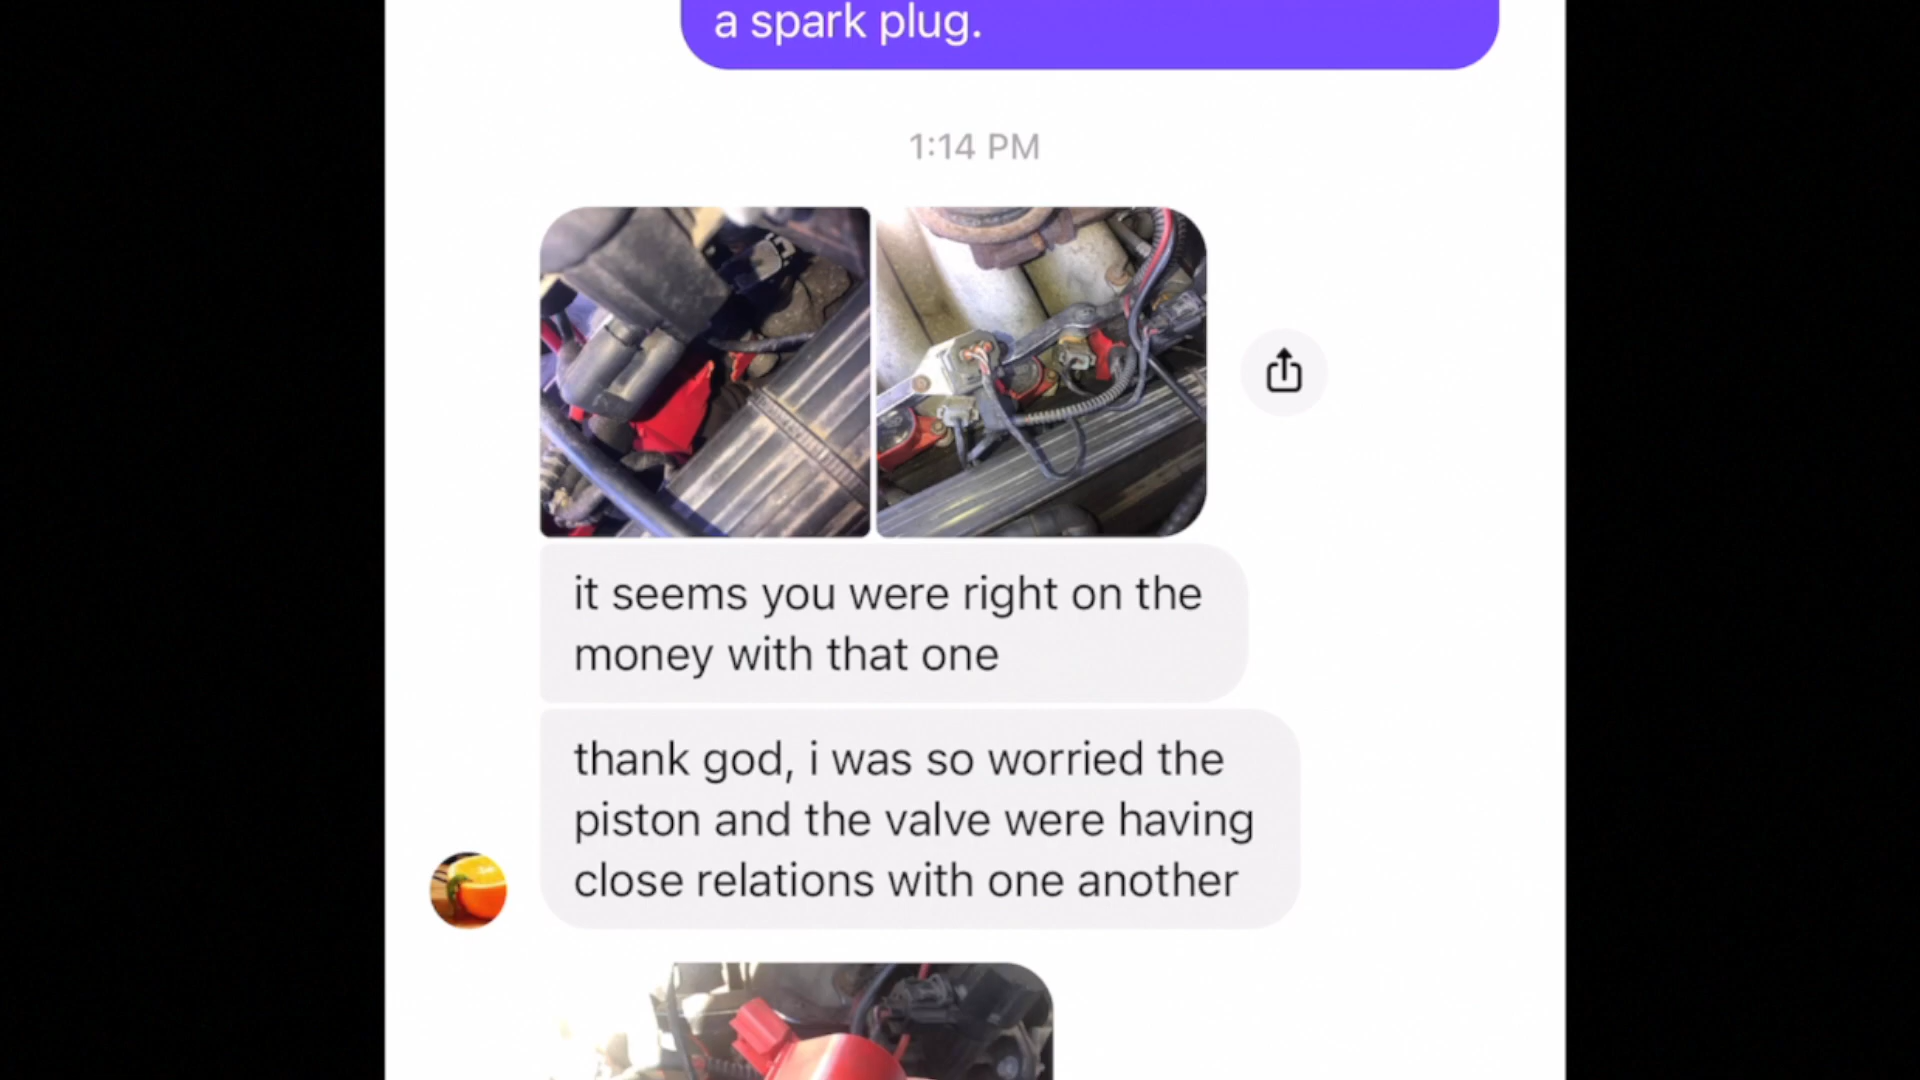 a spark plug.
1:14 PM
it seems you were right on the
money with that one
thank god, i was so worried the
piston and the valve were having
close relations with one another